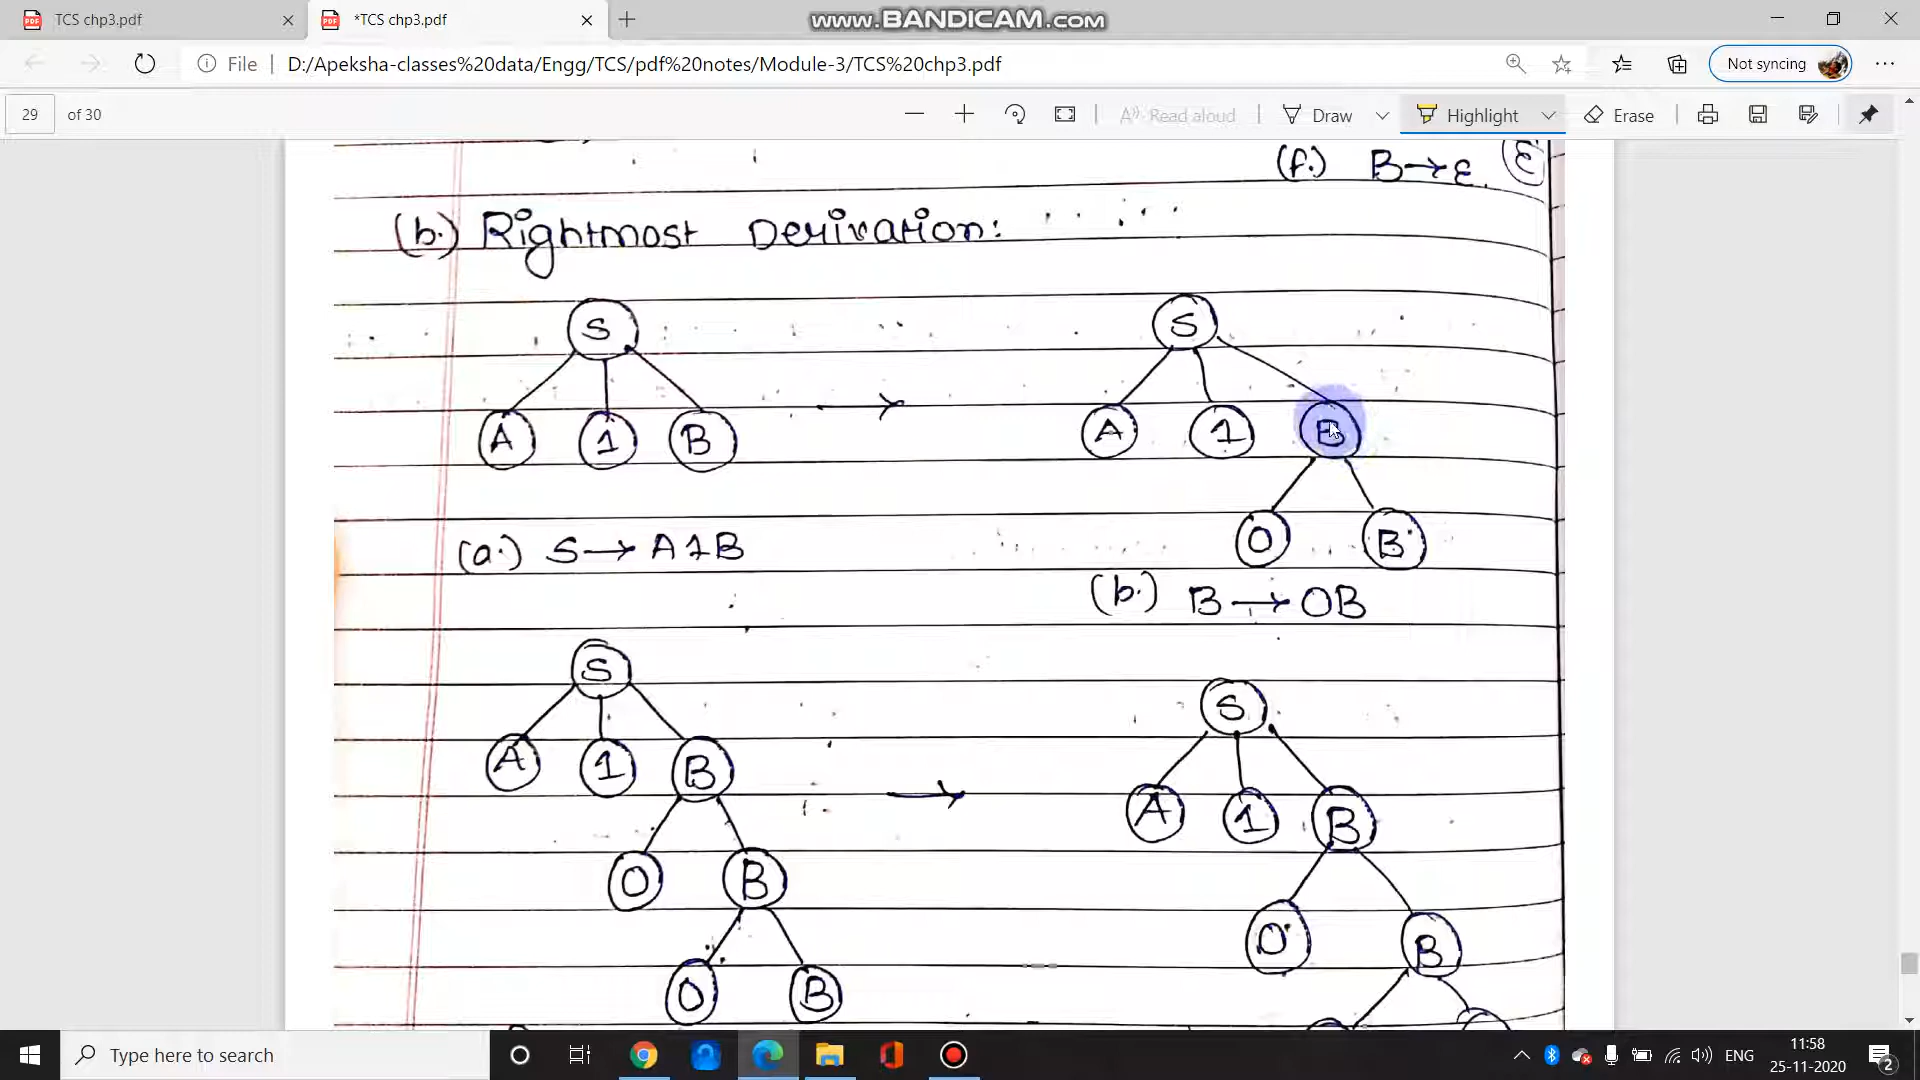 TCS chp3.pdf
*TCS chp3.pdf
www.BANDICAM.com
File
D:/Apeksha-classes%20data/Engg/TCS/pdf%20notes/Module-3/TCS%20chp3.pdf
Not syncing
29
of 30
Read aloud
Draw
Highlight
Erase
(f.) B→ε. ε
(b.) Rightmost Derivation:
S
S
A 1 B
A 1 B
0 B
(a.) S→A1B
(b.) B→0B
S
S
A 1 B
A 1 B
0 B
0 B
0 B
Type here to search
ENG
11:58
25-11-2020
2